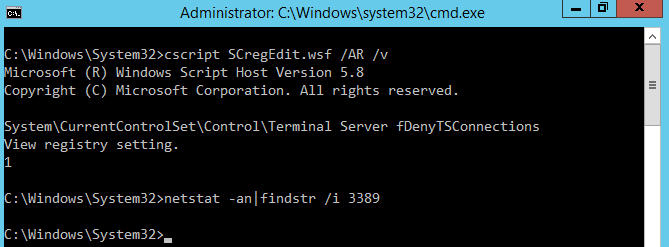 Administrator: C:\Windows\system32\cmd.exe
C:\Windows\System32>cscript SCregEdit.wsf /AR /v
Microsoft (R) Windows Script Host Version 5.8
Copyright (C) Microsoft Corporation. All rights reserved.
System\CurrentControlSet\Control\Terminal Server fDenyTSConnections
View registry setting.
1
C:\Windows\System32>netstat -an|findstr /i 3389
C:\Windows\System32>